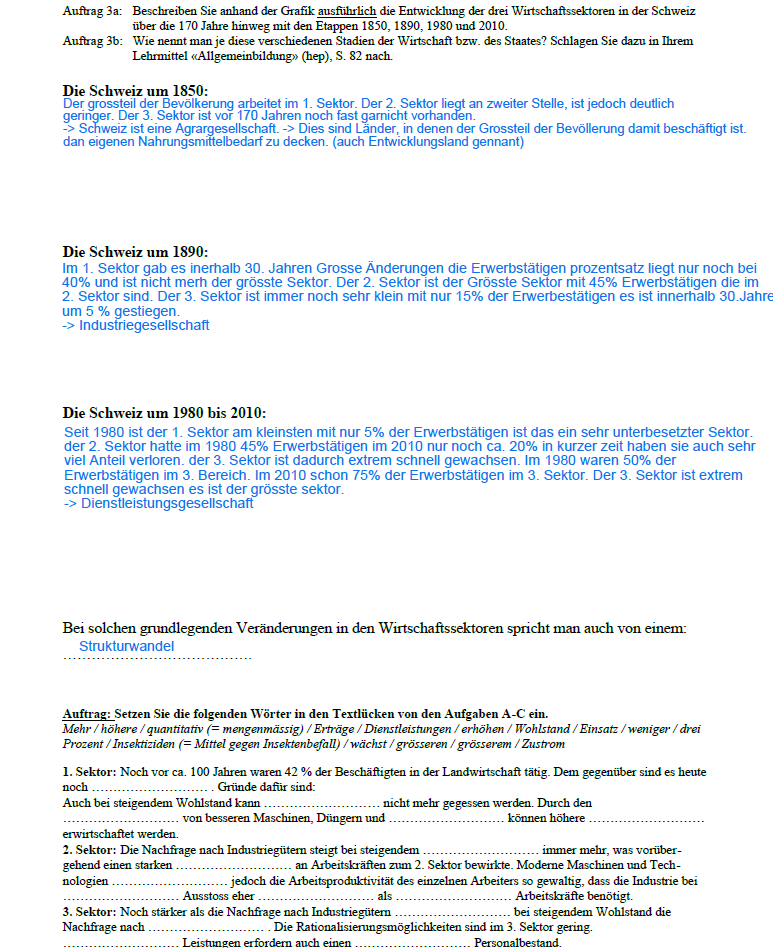 Auftrag 3a: Beschreiben Sie anhand der Grafik ausführlich die Entwicklung der drei Wirtschaftssektoren in der Schweiz
über die 170 Jahre hinweg mit den Etappen 1850, 1890, 1980 und 2010.
Auftrag 3b: Wie nennt man je diese verschiedenen Stadien der Wirtschaft bzw. des Staates? Schlagen Sie dazu in Ihrem
Lehrmittel «Allgemeinbildung» (hep), S. 82 nach.
Die Schweiz um 1850:
Der grossteil der Bevölkerung arbeitet im 1. Sektor. Der 2. Sektor liegt an zweiter Stelle, ist jedoch deutlich
geringer. Der 3. Sektor ist vor 170 Jahren noch fast garnicht vorhanden.
-> Schweiz ist eine Agrargesellschaft. -> Dies sind Länder, in denen der Grossteil der Bevöllerung damit beschäftigt ist.
dan eigenen Nahrungsmittelbedarf zu decken. (auch Entwicklungsland gennant)
Die Schweiz um 1890:
Im 1. Sektor gab es inerhalb 30. Jahren Grosse Änderungen die Erwerbstätigen prozentsatz liegt nur noch bei
40% und ist nicht merh der grösste Sektor. Der 2. Sektor ist der Grösste Sektor mit 45% Erwerbstätigen die im
2. Sektor sind. Der 3. Sektor ist immer noch sehr klein mit nur 15% der Erwerbestätigen es ist innerhalb 30.Jahre
um 5 % gestiegen.
-> Industriegesellschaft
Die Schweiz um 1980 bis 2010:
Seit 1980 ist der 1. Sektor am kleinsten mit nur 5% der Erwerbstätigen ist das ein sehr unterbesetzter Sektor.
der 2. Sektor hatte im 1980 45% Erwerbstätigen im 2010 nur noch ca. 20% in kurzer zeit haben sie auch sehr
viel Anteil verloren. der 3. Sektor ist dadurch extrem schnell gewachsen. Im 1980 waren 50% der
Erwerbstätigen im 3. Bereich. Im 2010 schon 75% der Erwerbstätigen im 3. Sektor. Der 3. Sektor ist extrem
schnell gewachsen es ist der grösste sektor.
-> Dienstleistungsgesellschaft
Bei solchen grundlegenden Veränderungen in den Wirtschaftssektoren spricht man auch von einem:
Strukturwandel
………………………………….
Auftrag: Setzen Sie die folgenden Wörter in den Textlücken von den Aufgaben A-C ein.
Mehr / höhere / quantitativ (= mengenmässig) / Erträge / Dienstleistungen / erhöhen / Wohlstand / Einsatz / weniger / drei
Prozent / Insektiziden (= Mittel gegen Insektenbefall) / wächst / grösseren / grösserem / Zustrom
1. Sektor: Noch vor ca. 100 Jahren waren 42 % der Beschäftigten in der Landwirtschaft tätig. Dem gegenüber sind es heute
noch ………………………. . Gründe dafür sind:
Auch bei steigendem Wohlstand kann ………………………. nicht mehr gegessen werden. Durch den
………………………. von besseren Maschinen, Düngern und ………………………. können höhere ……………………….
erwirtschaftet werden.
2. Sektor: Die Nachfrage nach Industriegütern steigt bei steigendem ………………………. immer mehr, was vorüber-
gehend einen starken ………………………. an Arbeitskräften zum 2. Sektor bewirkte. Moderne Maschinen und Tech-
nologien ………………………. jedoch die Arbeitsproduktivität des einzelnen Arbeiters so gewaltig, dass die Industrie bei
………………………. Ausstoss eher ………………………. als ………………………. Arbeitskräfte benötigt.
3. Sektor: Noch stärker als die Nachfrage nach Industriegütern ………………………. bei steigendem Wohlstand die
Nachfrage nach ………………………. . Die Rationalisierungsmöglichkeiten sind im 3. Sektor gering.
………………………. Leistungen erfordern auch einen ………………………. Personalbestand.